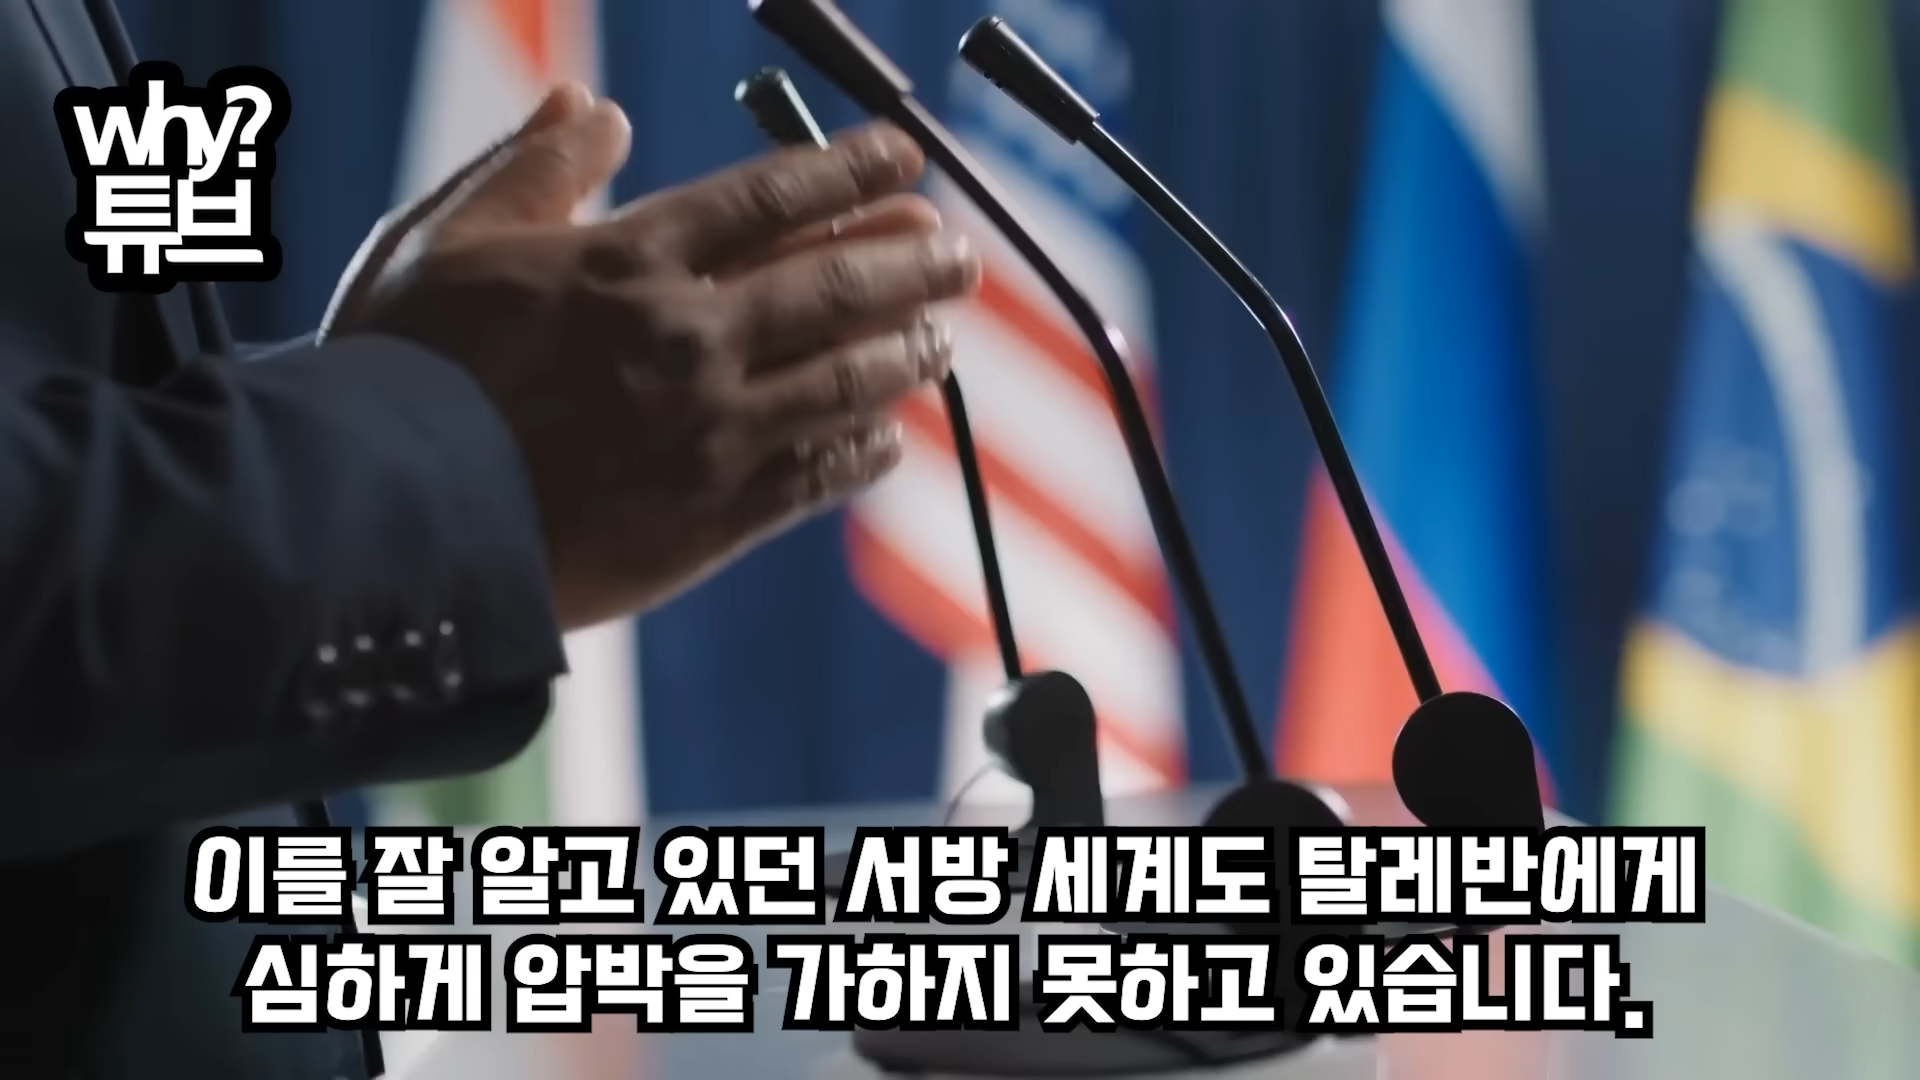 why?
튜브
이를 잘 알고 있던 서방 세계도 탈레반에게
심하게 압박을 가하지 못하고 있습니다.